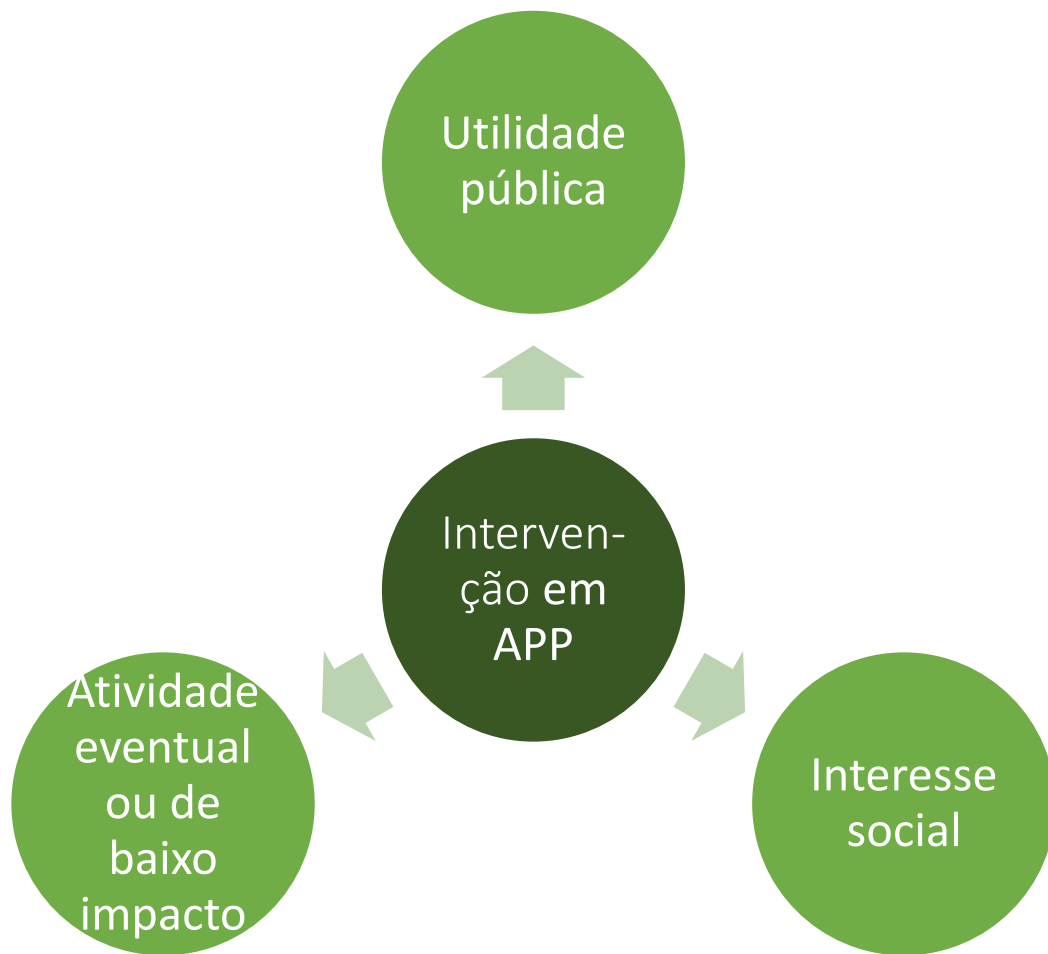 Utilidade
pública
Interven-
ção em
APP
Atividade
eventual
ou de
baixo
impacto
Interesse
social